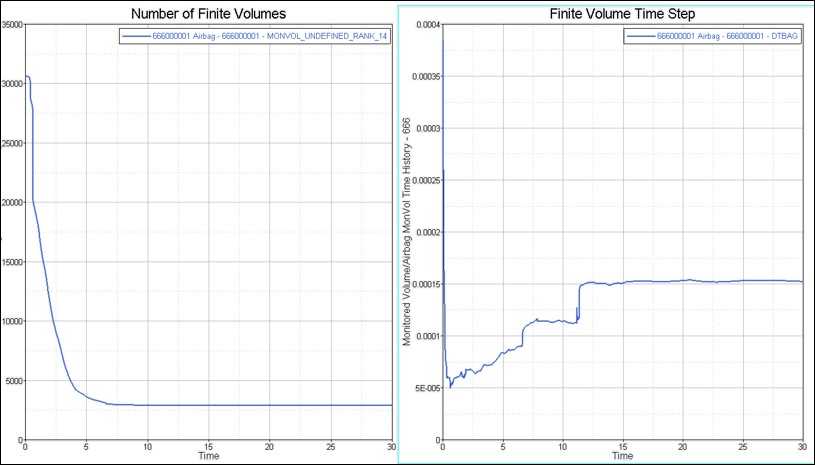 Number of Finite Volumes
666000001 Airbag - 666000001 - MONVOL_UNDEFINED_RANK_14
35000
30000
25000
20000
15000
10000
5000
0
0 5 10 15 20 25 30
Time
Finite Volume Time Step
666000001 Airbag - 666000001 - DTBAG
Monitored Volume/Airbag MonVol Time History - 666
0.0004
0.00035
0.0003
0.00025
0.0002
0.00015
0.0001
5E-005
0
0 5 10 15 20 25 30
Time